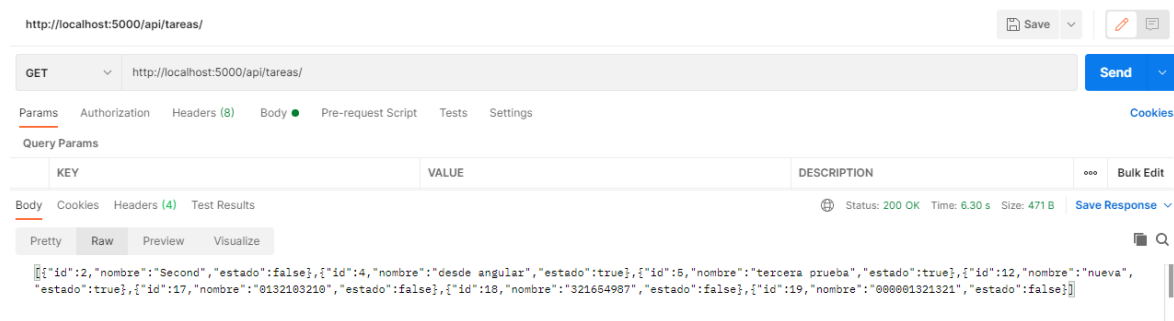 http://localhost:5000/api/tareas/ Save
GET http://localhost:5000/api/tareas/ Send
Params Authorization Headers (8) Body Pre-request Script Tests Settings Cookies
Query Params
KEY VALUE DESCRIPTION ooo Bulk Edit
Body Cookies Headers (4) Test Results Status: 200 OK Time: 6.30 s Size: 471 B Save Response
Pretty Raw Preview Visualize
[{"id":2,"nombre":"Second","estado":false},{"id":4,"nombre":"desde angular","estado":true},{"id":5,"nombre":"tercera prueba","estado":true},{"id":12,"nombre":"nueva",
"estado":true},{"id":17,"nombre":"0132103210","estado":false},{"id":18,"nombre":"321654987","estado":false},{"id":19,"nombre":"000001321321","estado":false}]